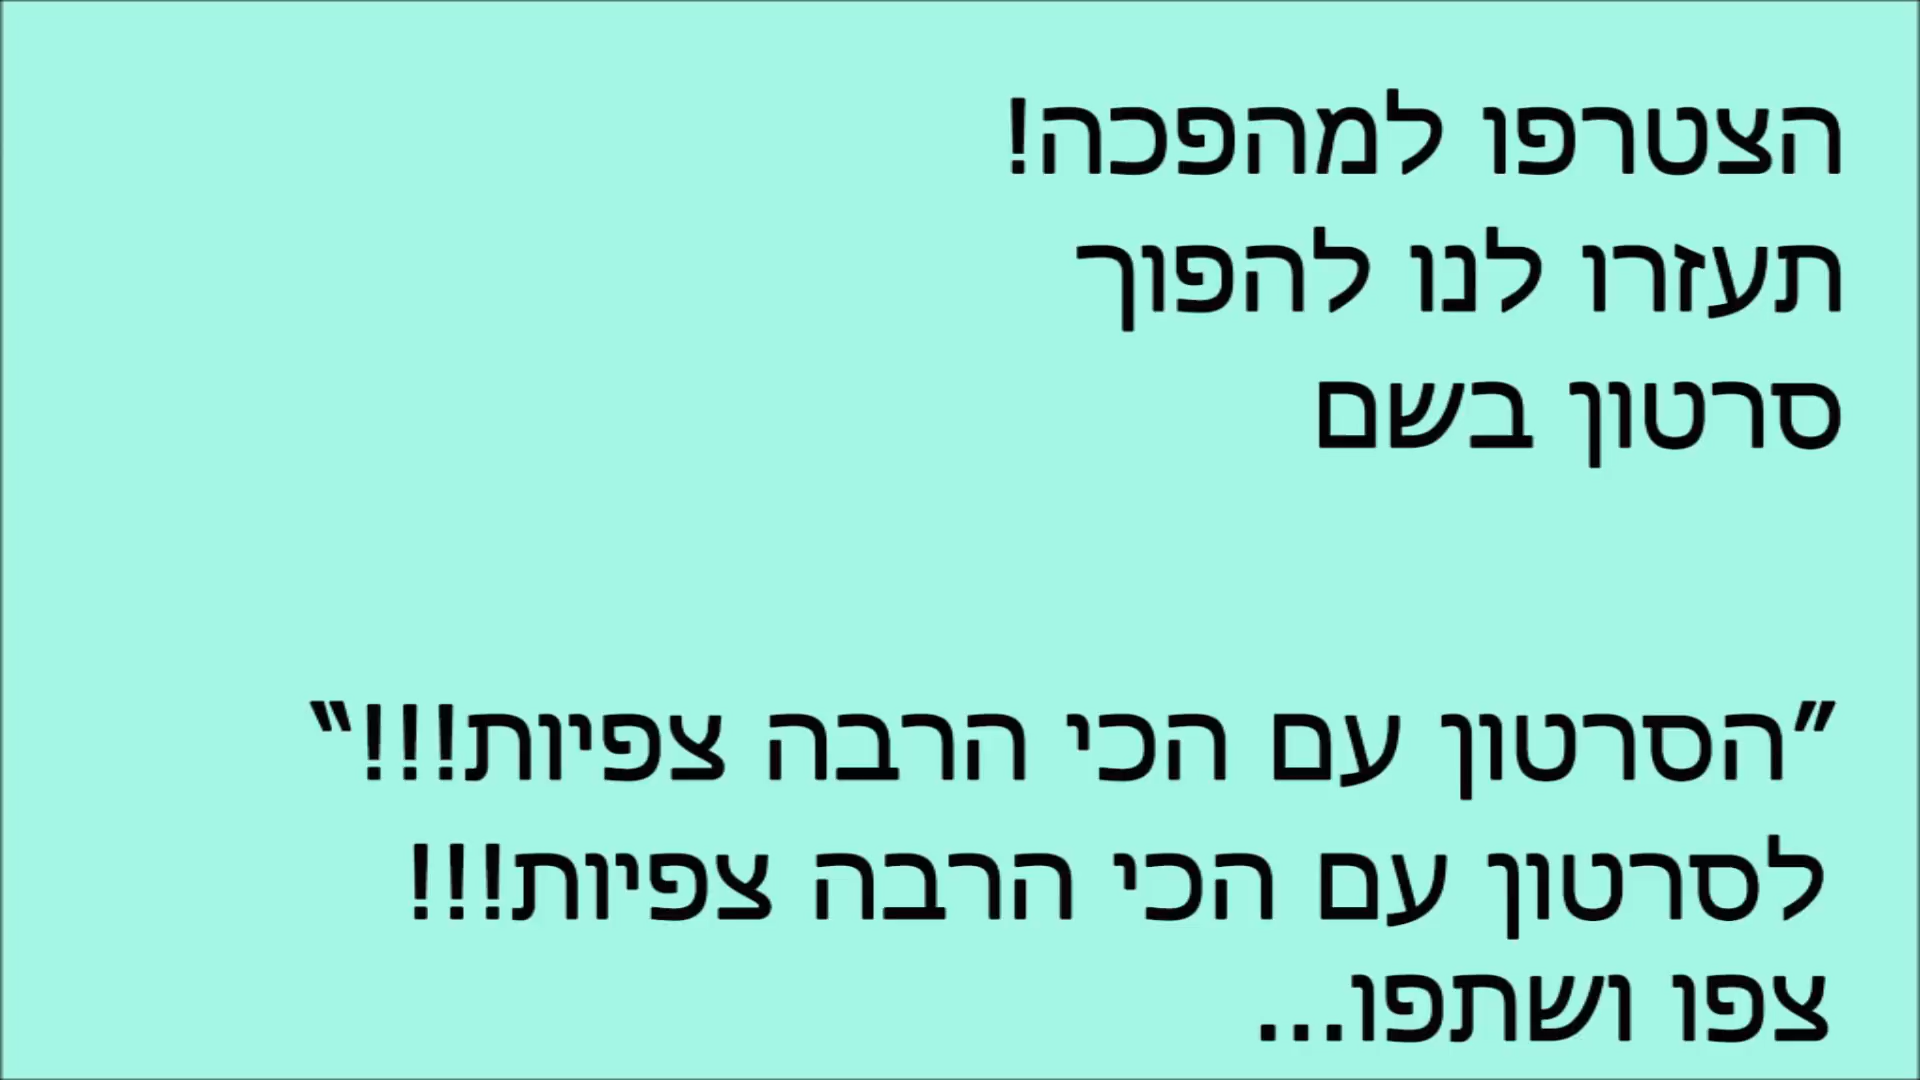 הצטרפו למהפכה!
תעזרו לנו להפוך
סרטון בשם
"הסרטון עם הכי הרבה צפיות!!!"
לסרטון עם הכי הרבה צפיות!!!
צפו ושתפו...